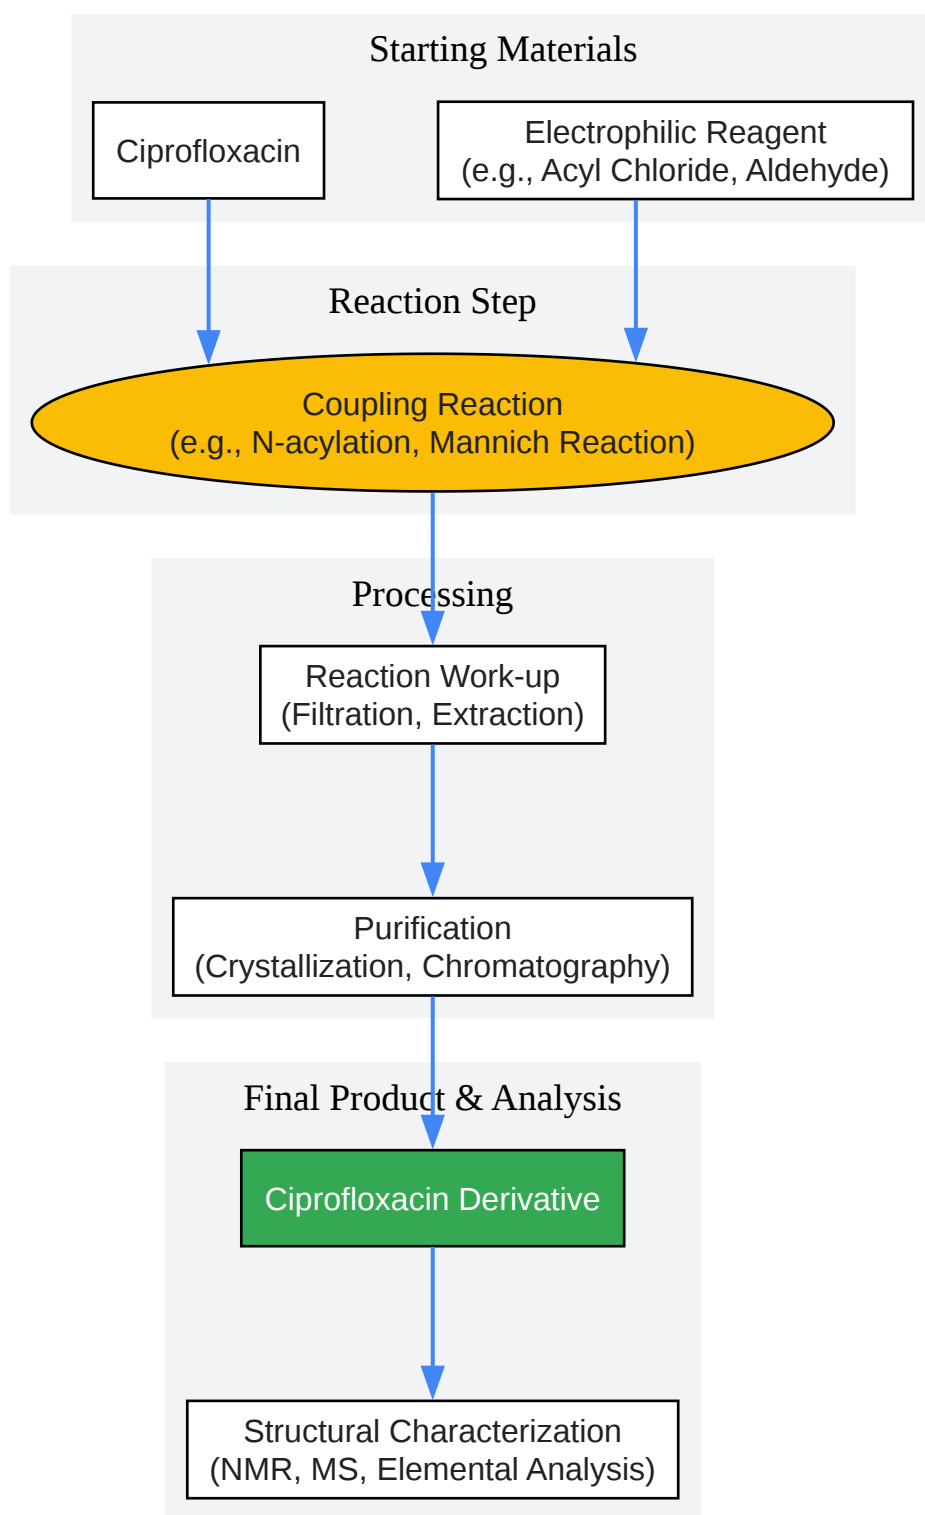 Starting Materials
Ciprofloxacin
Electrophilic Reagent
(e.g., Acyl Chloride, Aldehyde)
Reaction Step
Coupling Reaction
(e.g., N-acylation, Mannich Reaction)
Processing
Reaction Work-up
(Filtration, Extraction)
Purification
(Crystallization, Chromatography)
Final Product & Analysis
Ciprofloxacin Derivative
Structural Characterization
(NMR, MS, Elemental Analysis)